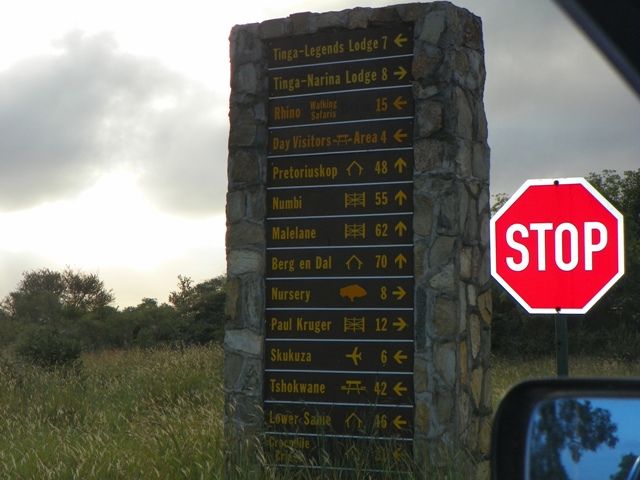 Tinga-Legends Lodge 7 ←
Tinga-Narina Lodge 8 →
Rhino Walking Safaris 15 ←
Day Visitors Area 4 ←
Pretoriuskop 48 ↑
Numbi 55 ↑
Malelane 62 ↑
Berg en Dal 70 ↑
Nursery 8 →
Paul Kruger 12 →
Skukuza 6 ←
Tshokwane 42 ←
Lower Sabie 46 ←
Crocodile
STOP